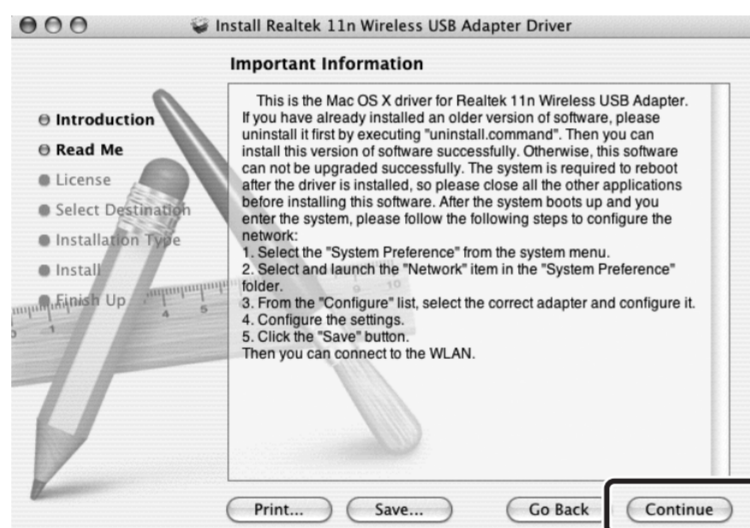 Install Realtek 11n Wireless USB Adapter Driver
Important Information
Introduction
Read Me
License
Select Destination
Installation Type
Install
Finish Up
This is the Mac OS X driver for Realtek 11n Wireless USB Adapter.
If you have already installed an older version of software, please
uninstall it first by executing "uninstall.command". Then you can
install this version of software successfully. Otherwise, this software
can not be upgraded successfully. The system is required to reboot
after the driver is installed, so please close all the other applications
before installing this software. After the system boots up and you
enter the system, please follow the following steps to configure the
network:
1. Select the "System Preference" from the system menu.
2. Select and launch the "Network" item in the "System Preference"
folder.
3. From the "Configure" list, select the correct adapter and configure it.
4. Configure the settings.
5. Click the "Save" button.
Then you can connect to the WLAN.
1 4 5 9 10
Print... Save... Go Back Continue